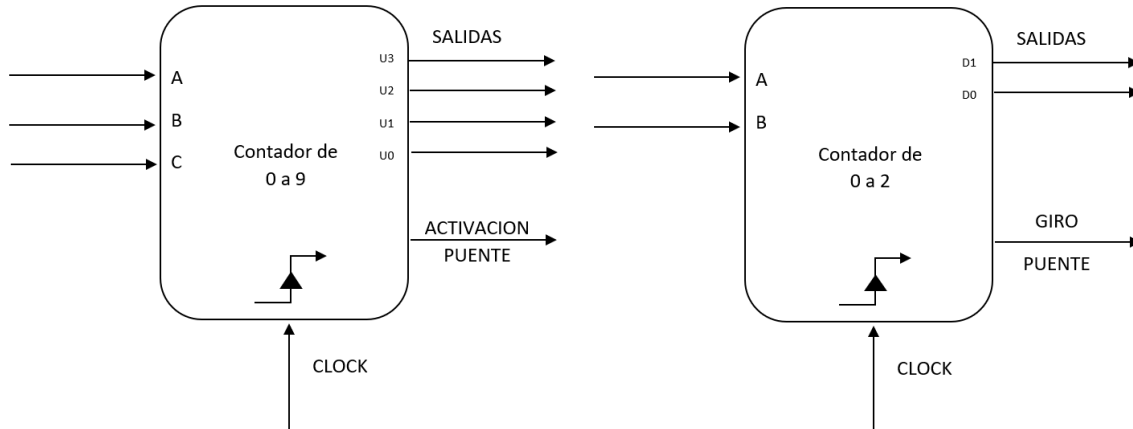 SALIDAS
U3
A
U2
B
U1
C
U0
Contador de
0 a 9
ACTIVACION
PUENTE
CLOCK
SALIDAS
D1
A
D0
B
Contador de
0 a 2
GIRO
PUENTE
CLOCK